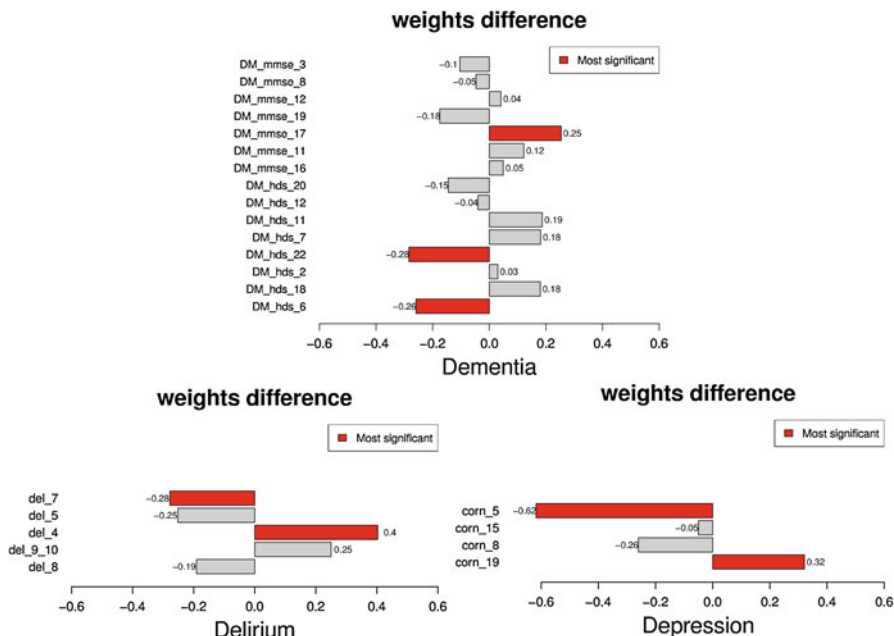 weights difference
Most significant
DM_mmse_3 −0.1
DM_mmse_8 −0.05
DM_mmse_12 0.04
DM_mmse_19 −0.18
DM_mmse_17 0.25
DM_mmse_11 0.12
DM_mmse_16 0.05
DM_hds_20 −0.15
DM_hds_12 −0.04
DM_hds_11 0.19
DM_hds_7 0.18
DM_hds_22 −0.28
DM_hds_2 0.03
DM_hds_18 0.18
DM_hds_6 −0.26
−0.6 −0.4 −0.2 0.0 0.2 0.4 0.6
Dementia
weights difference
Most significant
del_7 −0.28
del_5 −0.25
del_4 0.4
del_9_10 0.25
del_8 −0.19
−0.6 −0.4 −0.2 0.0 0.2 0.4 0.6
Delirium
weights difference
Most significant
corn_5 −0.62
corn_15 −0.05
corn_8 −0.26
corn_19 0.32
−0.6 −0.4 −0.2 0.0 0.2 0.4 0.6
Depression